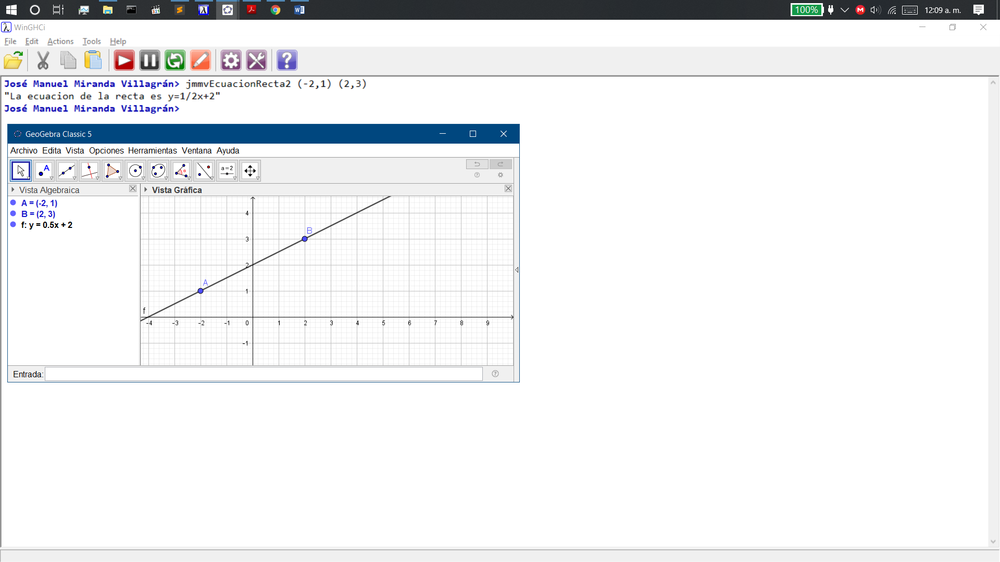 100% 12:09 a. m.
WinGHCi
File Edit Actions Tools Help
José Manuel Miranda Villagrán> jmmvEcuacionRecta2 (-2,1) (2,3)
"La ecuacion de la recta es y=1/2x+2"
José Manuel Miranda Villagrán>
GeoGebra Classic 5
Archivo Edita Vista Opciones Herramientas Ventana Ayuda
A α a=2
Vista Algebraica
Vista Gráfica
A = (-2, 1)
B = (2, 3)
f: y = 0.5x + 2
4
B
3
2
A
1
f
-4 -3 -2 -1 0 1 2 3 4 5 6 7 8 9
-1
Entrada: